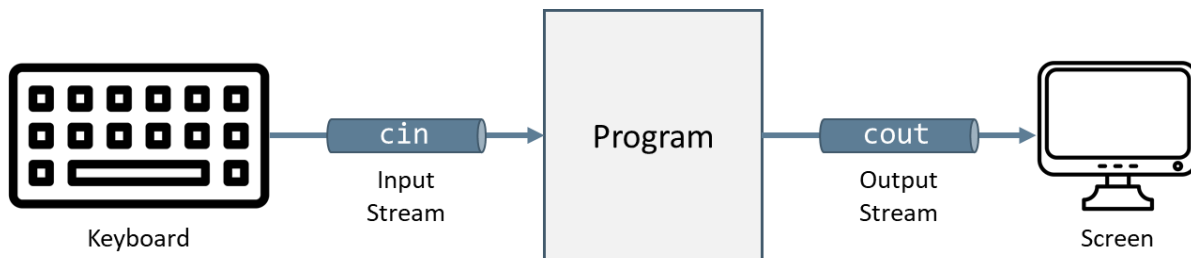 cin
Program
cout
Input
Stream
Output
Stream
Keyboard
Screen